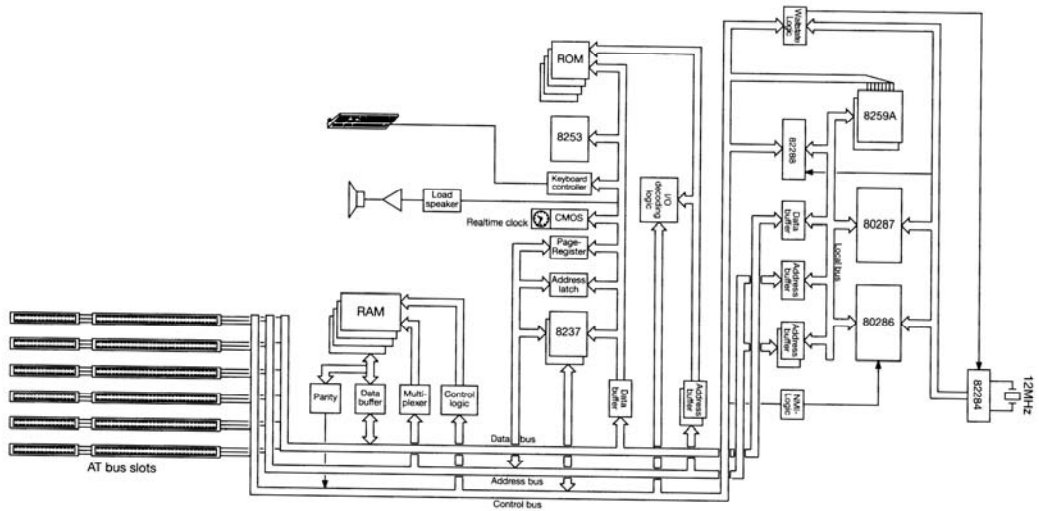 Waitstate
Logic
ROM
8259A
8253
82288
Keyboard
controller
I/O
decoding
logic
Load
speaker
Realtime clock
CMOS
Data
buffer
80287
Page-
Register
Local bus
Address
latch
Address
buffer
RAM
8237
Address
buffer
80286
Parity
Data
buffer
Multi-
plexer
Control
logic
Data
buffer
Address
buffer
NMI-
Logic
82284
12MHz
Data bus
AT bus slots
Address bus
Control bus